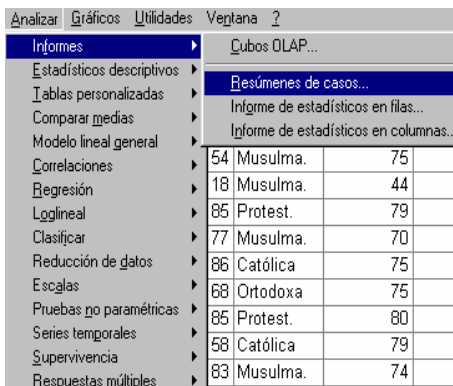 Analizar Gráficos Utilidades Ventana ?
Informes
Estadísticos descriptivos
Tablas personalizadas
Comparar medias
Modelo lineal general
Correlaciones
Regresión
Loglineal
Clasificar
Reducción de datos
Escalas
Pruebas no paramétricas
Series temporales
Supervivencia
Respuestas múltiples
Cubos OLAP...
Resúmenes de casos...
Informe de estadísticos en filas...
Informe de estadísticos en columnas...
54 Musulma. 75
18 Musulma. 44
85 Protest. 79
77 Musulma. 70
86 Católica 75
68 Ortodoxa 75
85 Protest. 80
58 Católica 79
83 Musulma. 74